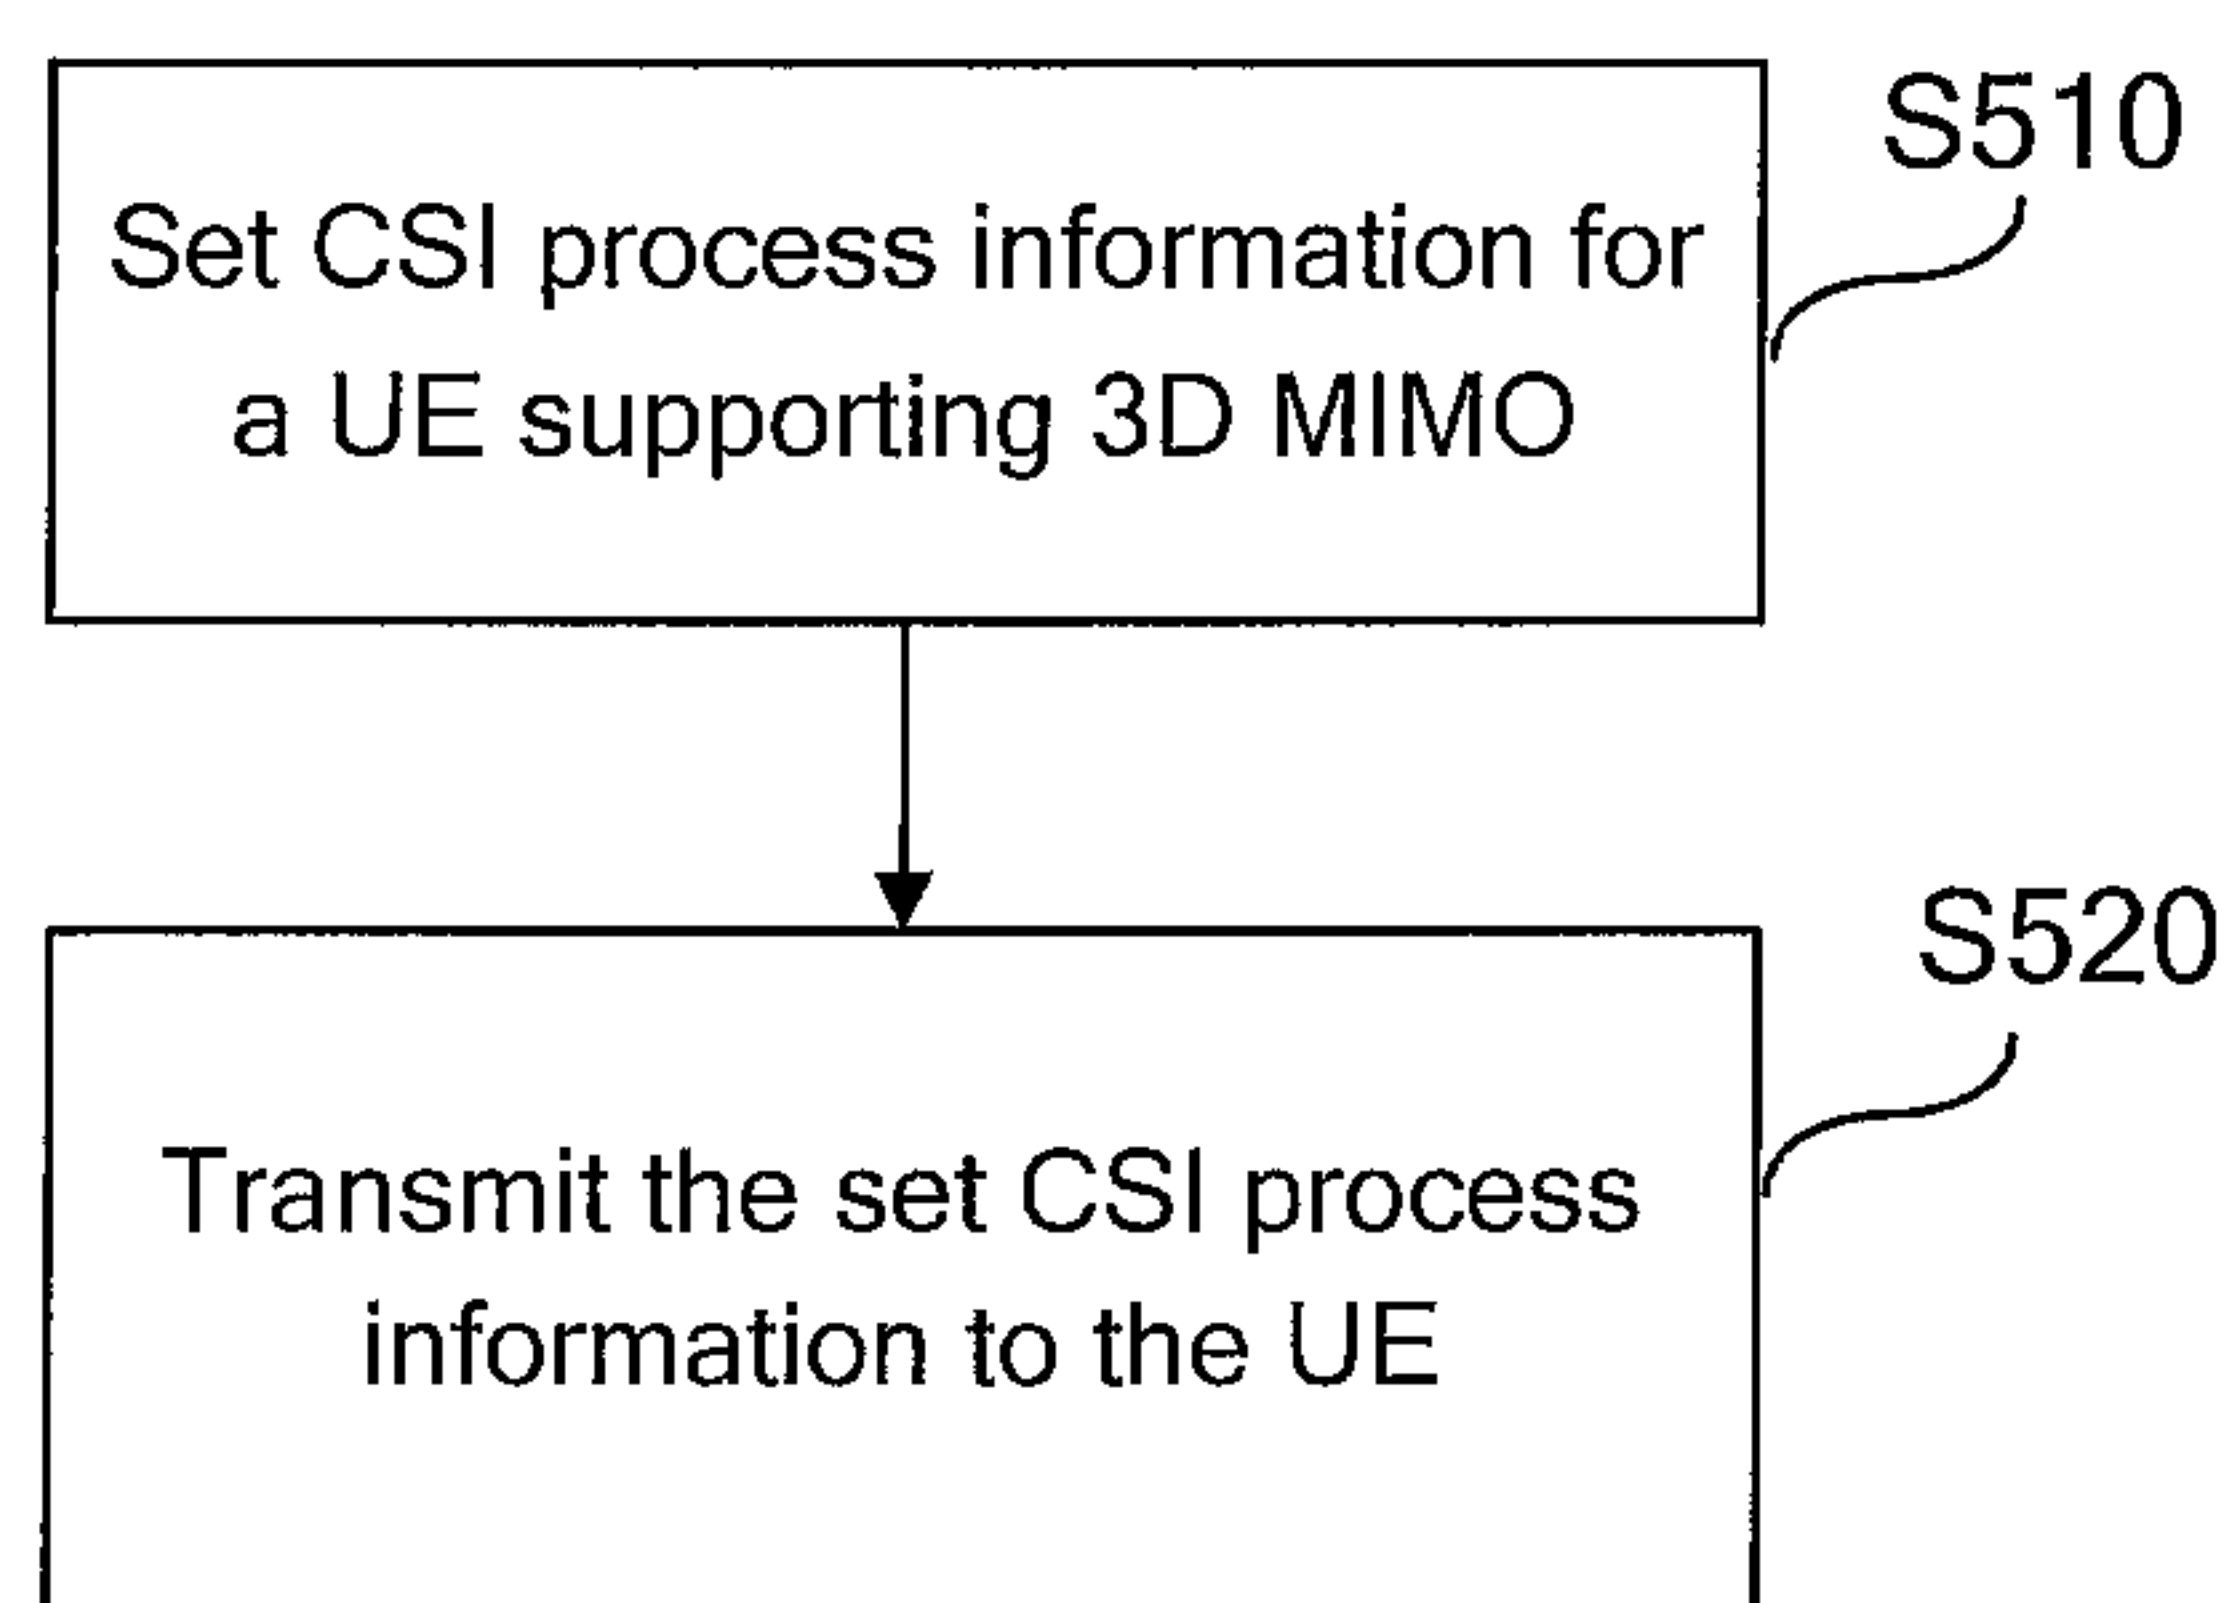 S510
Set CSI process information for
a UE supporting 3D MIMO
S520
Transmit the set CSI process
information to the UE